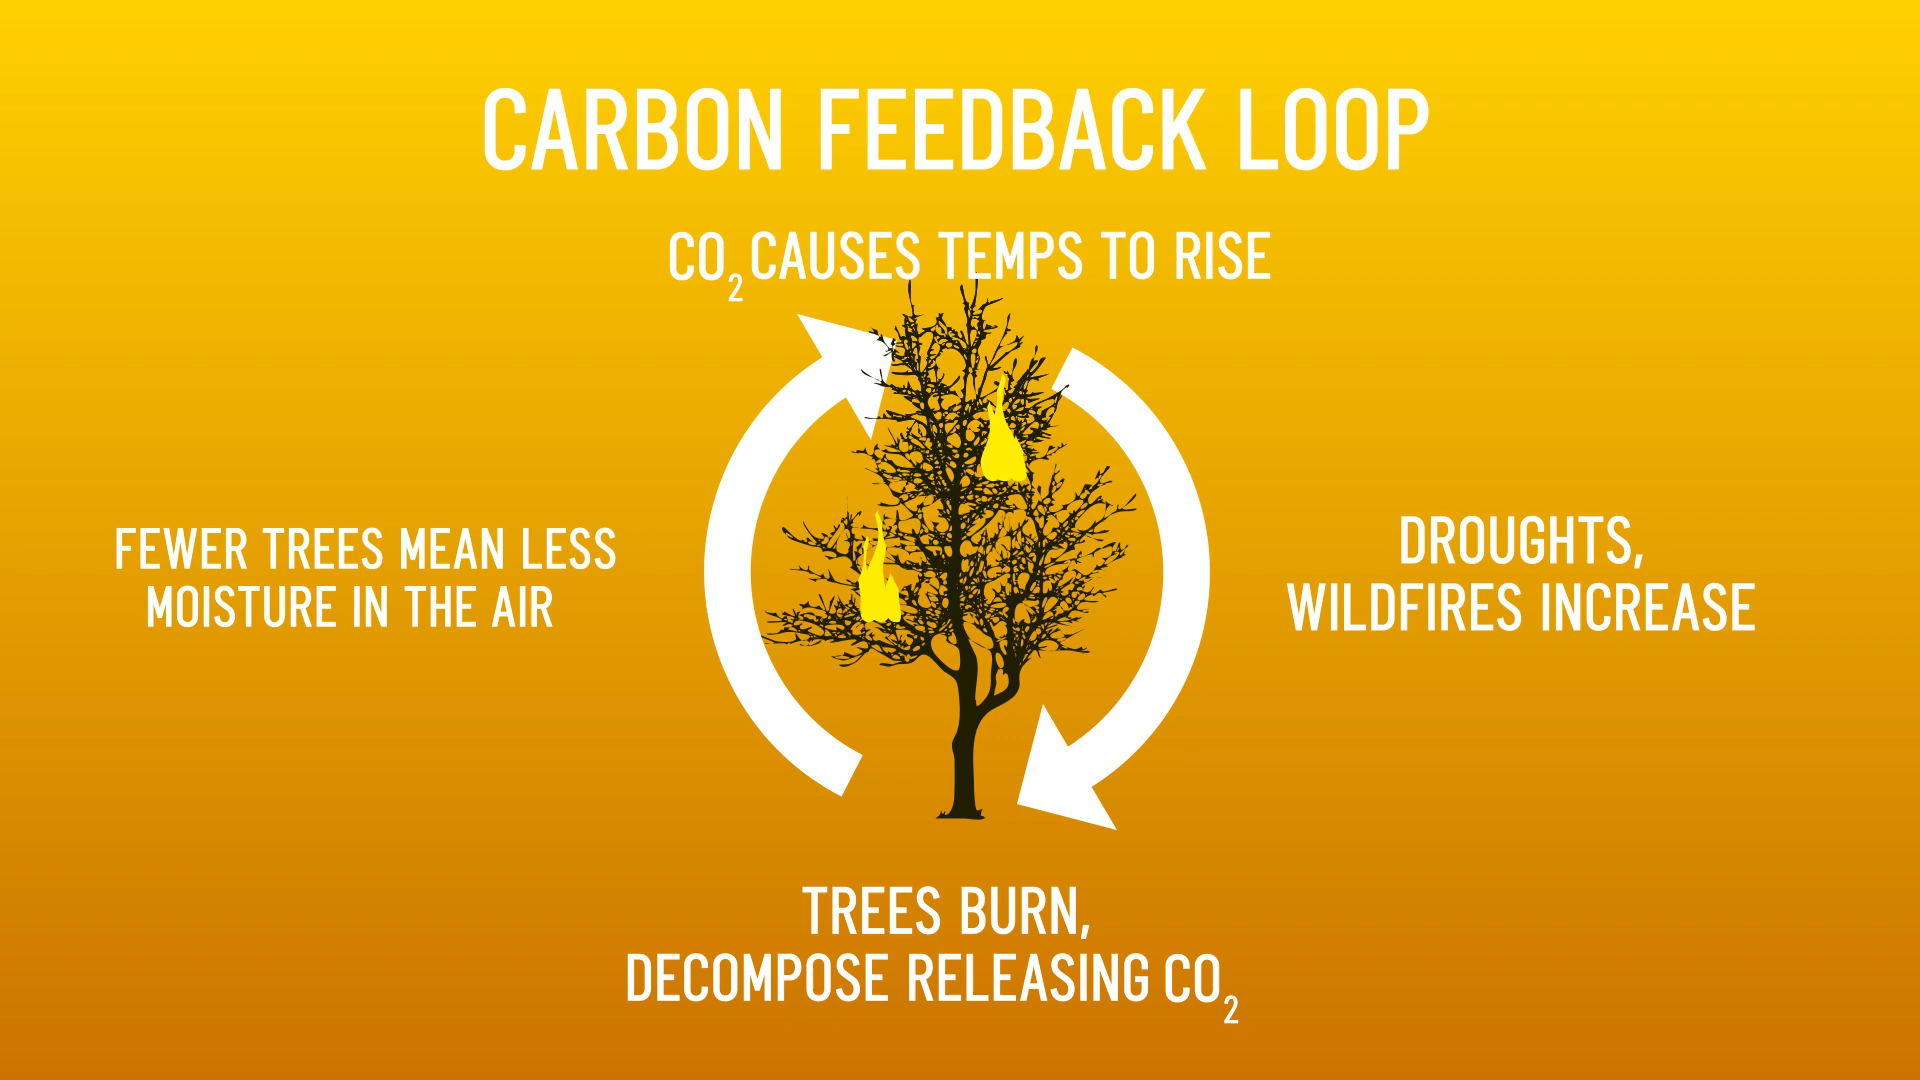 CARBON FEEDBACK LOOP
CO₂ CAUSES TEMPS TO RISE
DROUGHTS,
WILDFIRES INCREASE
TREES BURN,
DECOMPOSE RELEASING CO₂
FEWER TREES MEAN LESS
MOISTURE IN THE AIR